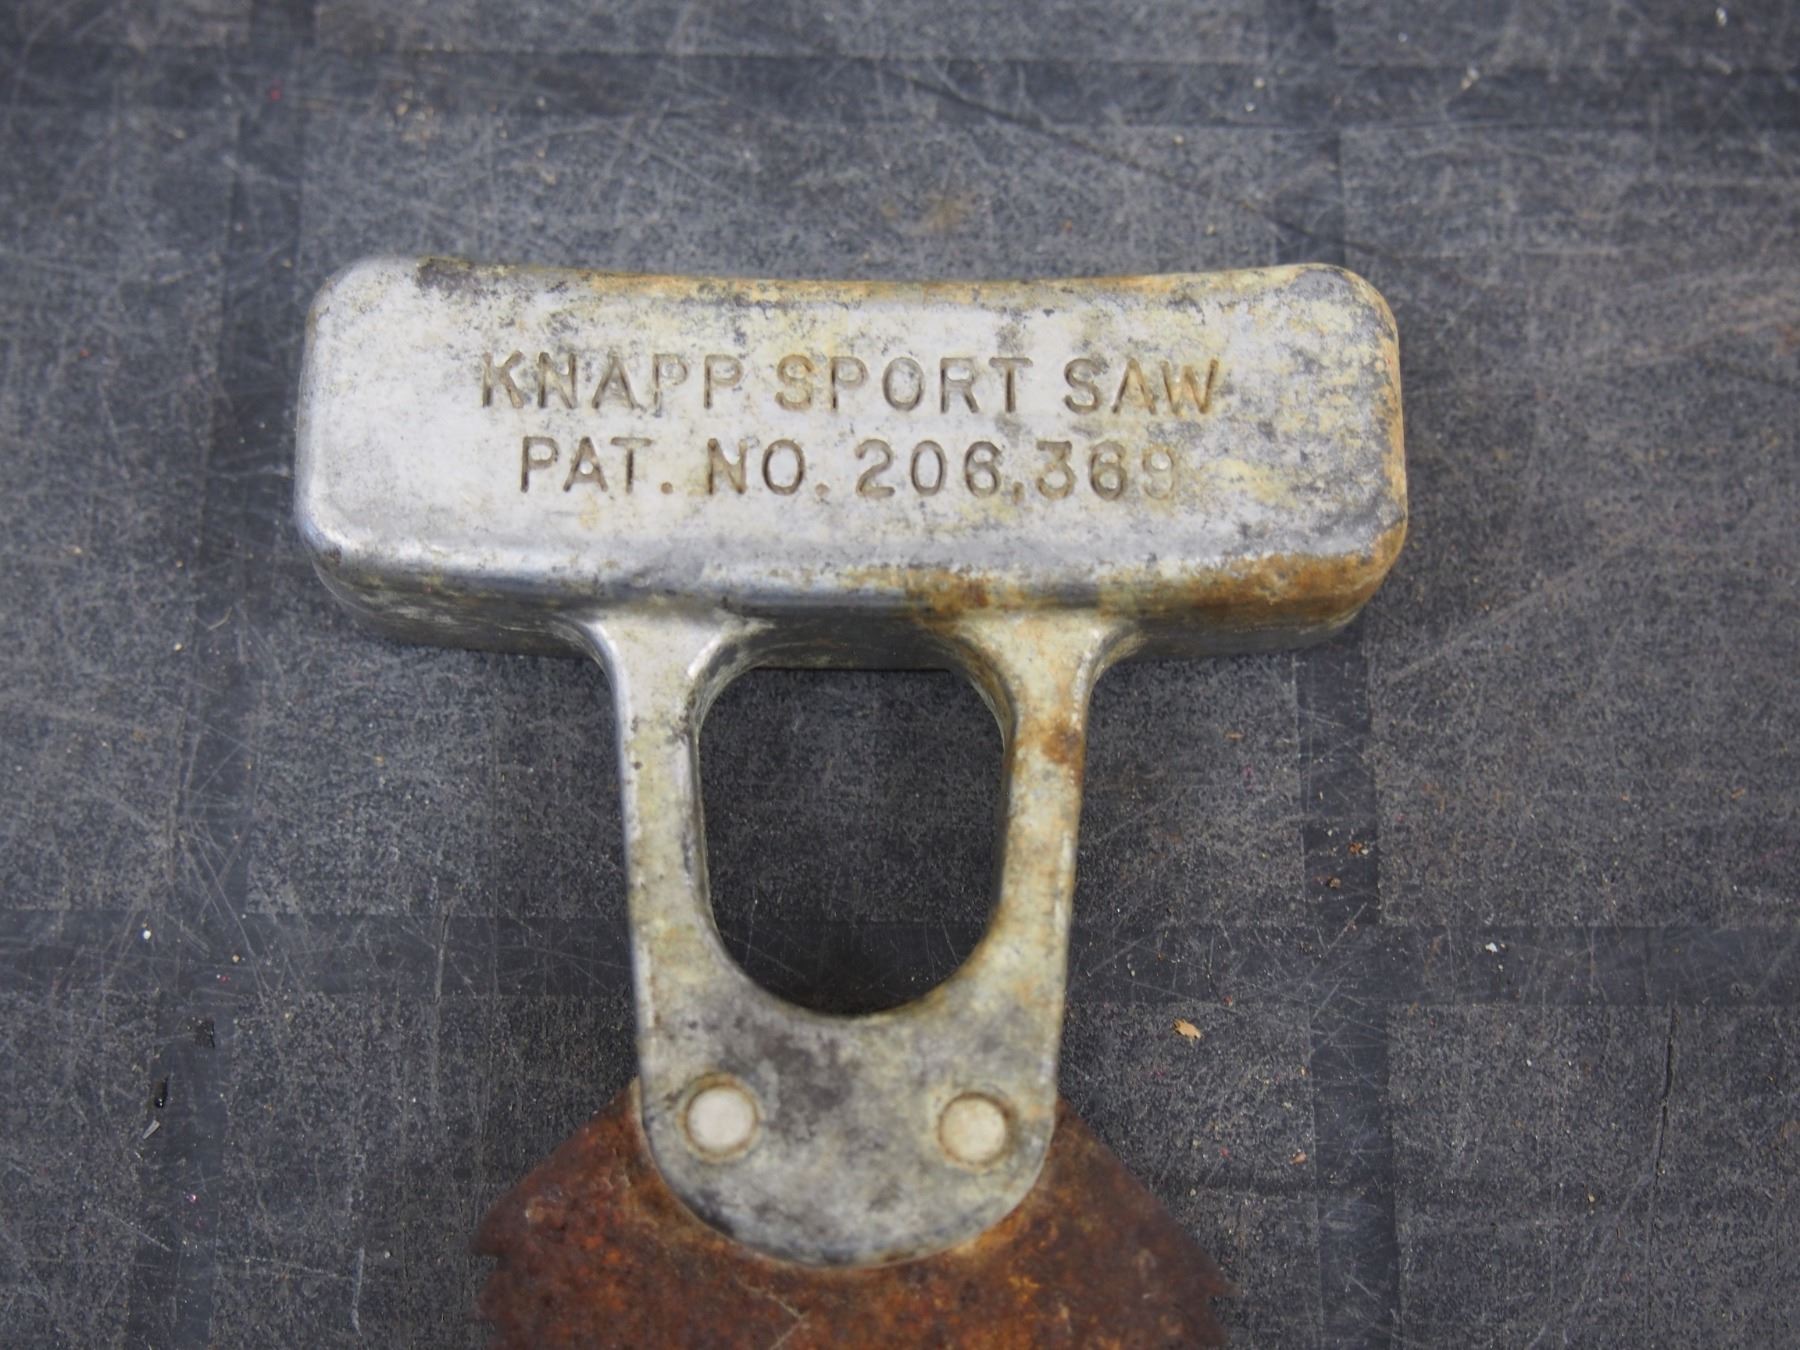 KNAPP SPORT SAW
PAT. NO. 206,369